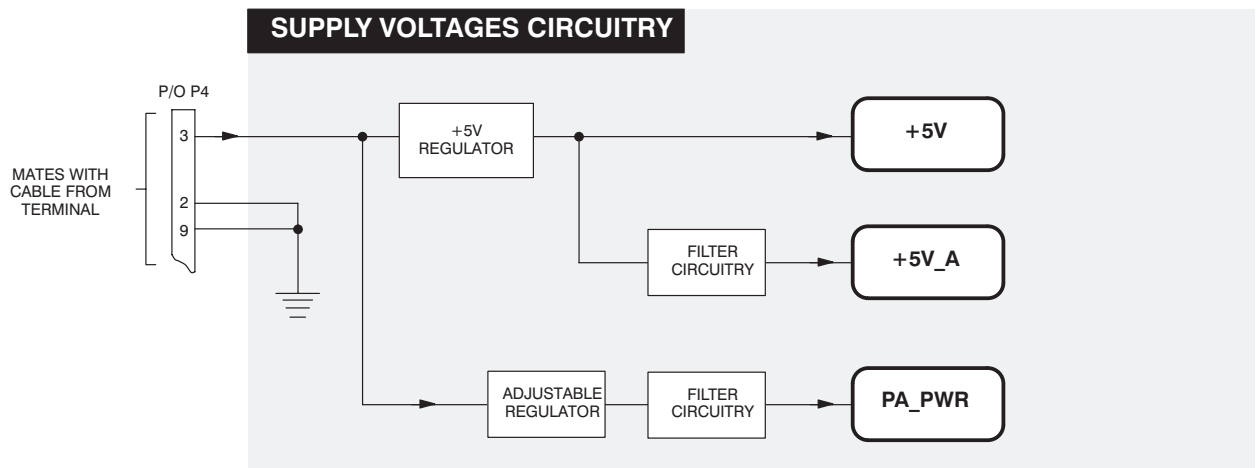 SUPPLY VOLTAGES CIRCUITRY
P/O P4
3
2
9
MATES WITH
CABLE FROM
TERMINAL
+5V
REGULATOR
+5V
FILTER
CIRCUITRY
+5V_A
ADJUSTABLE
REGULATOR
FILTER
CIRCUITRY
PA_PWR